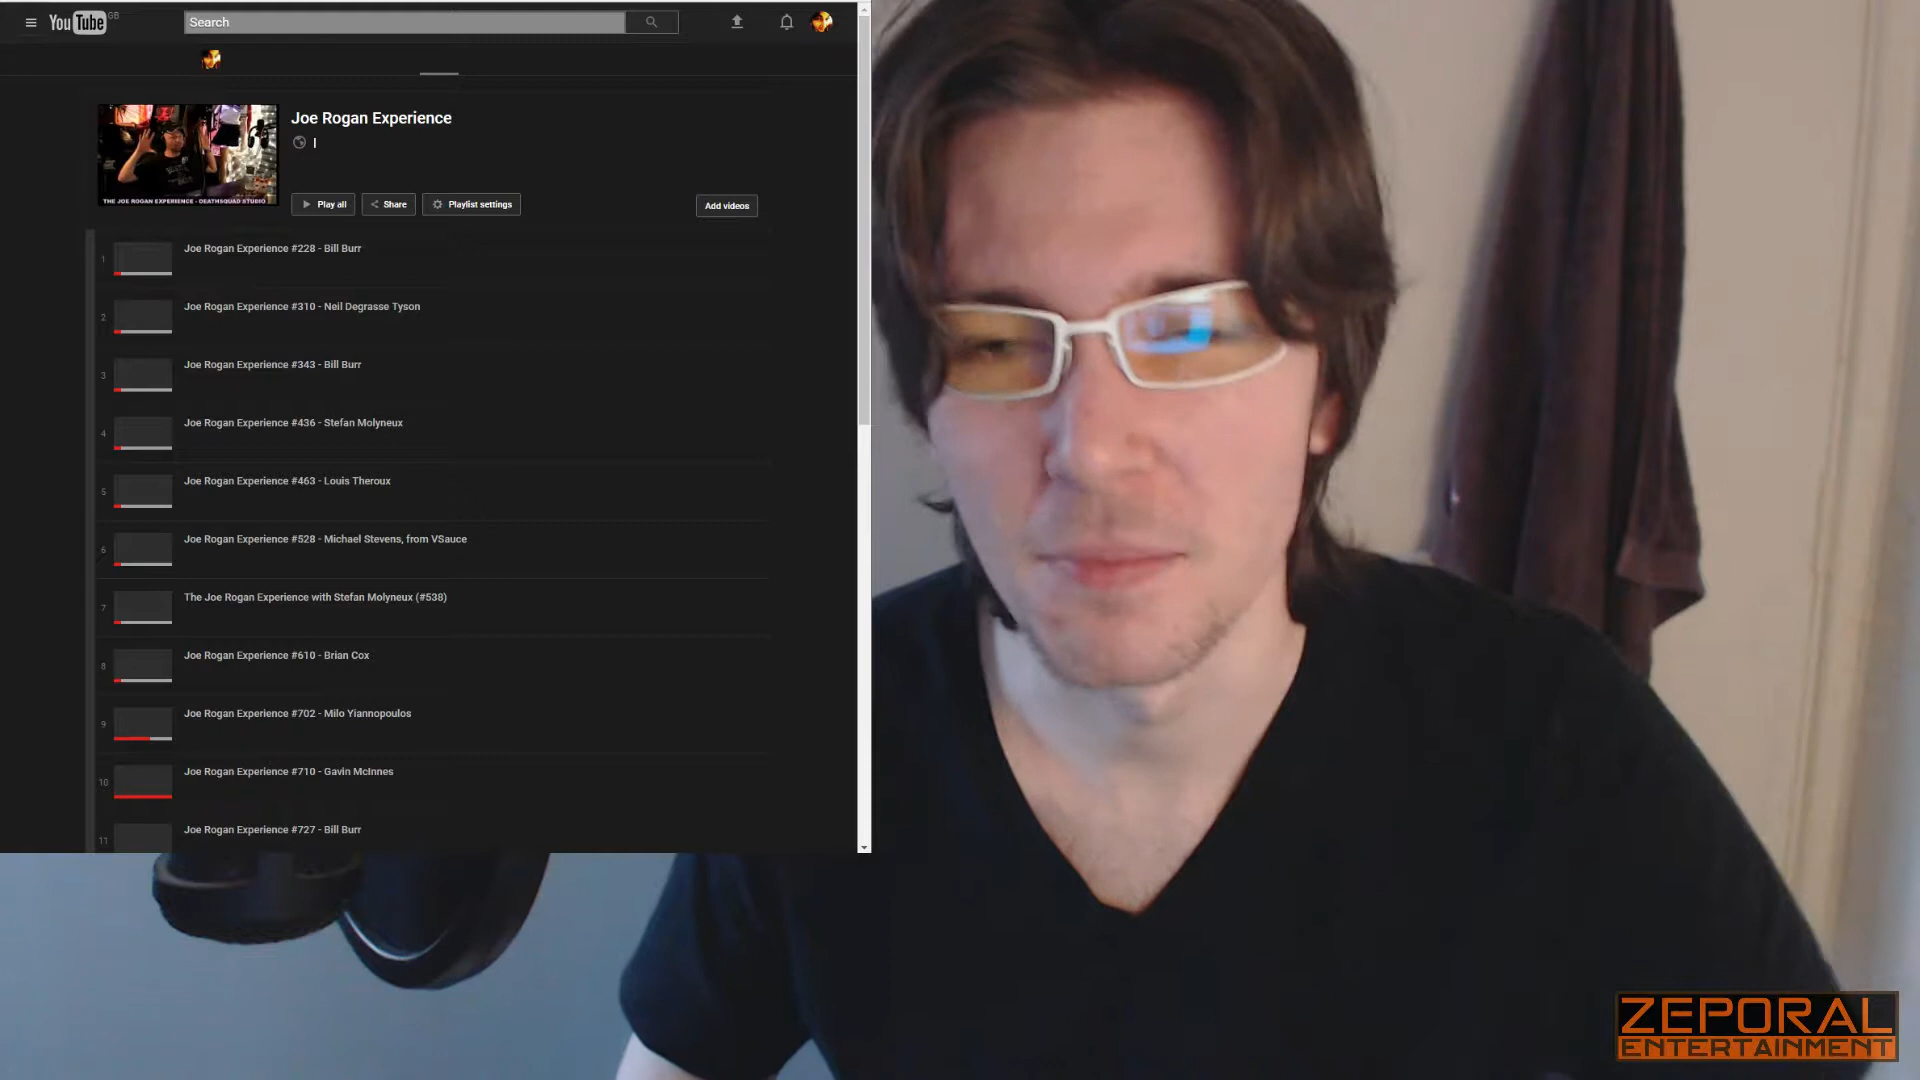 YouTube GB
Search
Joe Rogan Experience
THE JOE ROGAN EXPERIENCE - DEATHSQUAD STUDIO
Play all
Share
Playlist settings
Add videos
1
Joe Rogan Experience #228 - Bill Burr
2
Joe Rogan Experience #310 - Neil Degrasse Tyson
3
Joe Rogan Experience #343 - Bill Burr
4
Joe Rogan Experience #436 - Stefan Molyneux
5
Joe Rogan Experience #463 - Louis Theroux
6
Joe Rogan Experience #528 - Michael Stevens, from VSauce
7
The Joe Rogan Experience with Stefan Molyneux (#538)
8
Joe Rogan Experience #610 - Brian Cox
9
Joe Rogan Experience #702 - Milo Yiannopoulos
10
Joe Rogan Experience #710 - Gavin McInnes
11
Joe Rogan Experience #727 - Bill Burr
ZEPORAL
ENTERTAINMENT